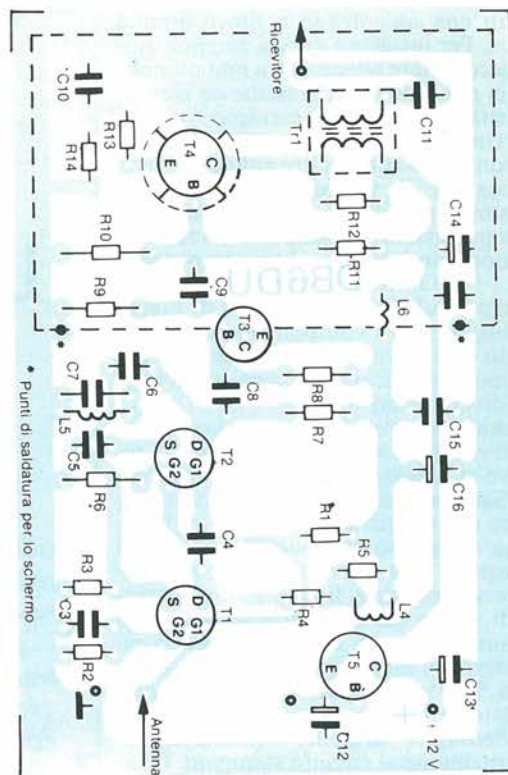 Ricevitore
C10
C11
R13
R14
T4
C
E
B
Tr1
R10
R12
R11
C14
C9
R9
DB6DU
L6
T3
B
C
E
C6
C7
L5
C5
C8
R8
R7
C15
C16
T2
S
D
G2
G1
R6
C4
R1
R5
R4
L4
R3
C3
R2
T1
S
D
G2
G1
T5
C
B
E
C13
+ 12
C12
Antenna
* Punti di saldatura per lo schermo.